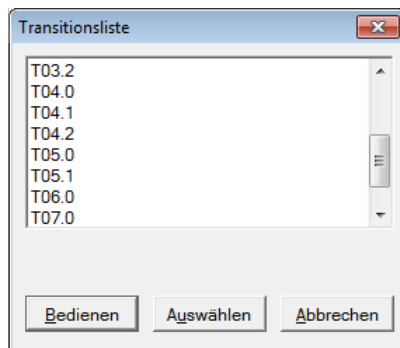 Transitionsliste
T03.2
T04.0
T04.1
T04.2
T05.0
T05.1
T06.0
T07.0
Bedienen Auswählen Abbrechen